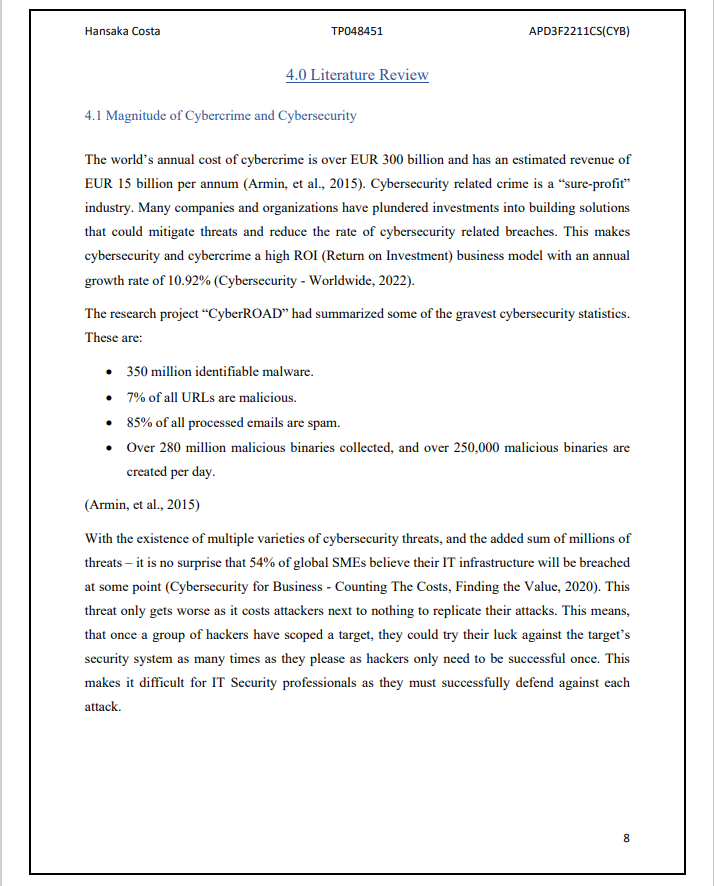 Hansaka Costa TP048451 APD3F2211CS(CYB)
4.0 Literature Review
4.1 Magnitude of Cybercrime and Cybersecurity
The world’s annual cost of cybercrime is over EUR 300 billion and has an estimated revenue of
EUR 15 billion per annum (Armin, et al., 2015). Cybersecurity related crime is a “sure-profit”
industry. Many companies and organizations have plundered investments into building solutions
that could mitigate threats and reduce the rate of cybersecurity related breaches. This makes
cybersecurity and cybercrime a high ROI (Return on Investment) business model with an annual
growth rate of 10.92% (Cybersecurity - Worldwide, 2022).
The research project “CyberROAD” had summarized some of the gravest cybersecurity statistics.
These are:
• 350 million identifiable malware.
• 7% of all URLs are malicious.
• 85% of all processed emails are spam.
• Over 280 million malicious binaries collected, and over 250,000 malicious binaries are
created per day.
(Armin, et al., 2015)
With the existence of multiple varieties of cybersecurity threats, and the added sum of millions of
threats – it is no surprise that 54% of global SMEs believe their IT infrastructure will be breached
at some point (Cybersecurity for Business - Counting The Costs, Finding the Value, 2020). This
threat only gets worse as it costs attackers next to nothing to replicate their attacks. This means,
that once a group of hackers have scoped a target, they could try their luck against the target’s
security system as many times as they please as hackers only need to be successful once. This
makes it difficult for IT Security professionals as they must successfully defend against each
attack.
8